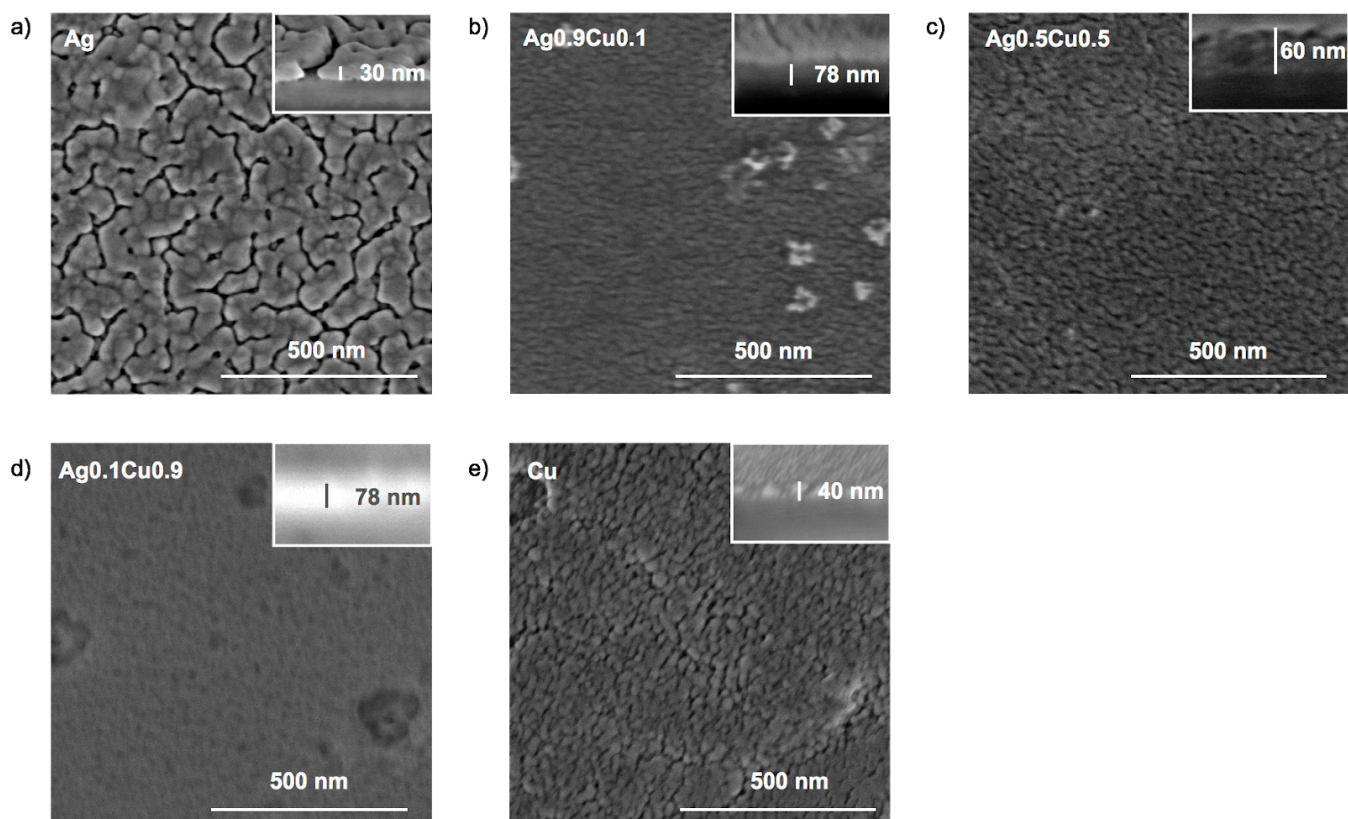 a)
Ag
30 nm
500 nm
b)
Ag0.9Cu0.1
78 nm
500 nm
c)
Ag0.5Cu0.5
60 nm
500 nm
d)
Ag0.1Cu0.9
78 nm
500 nm
e)
Cu
40 nm
500 nm